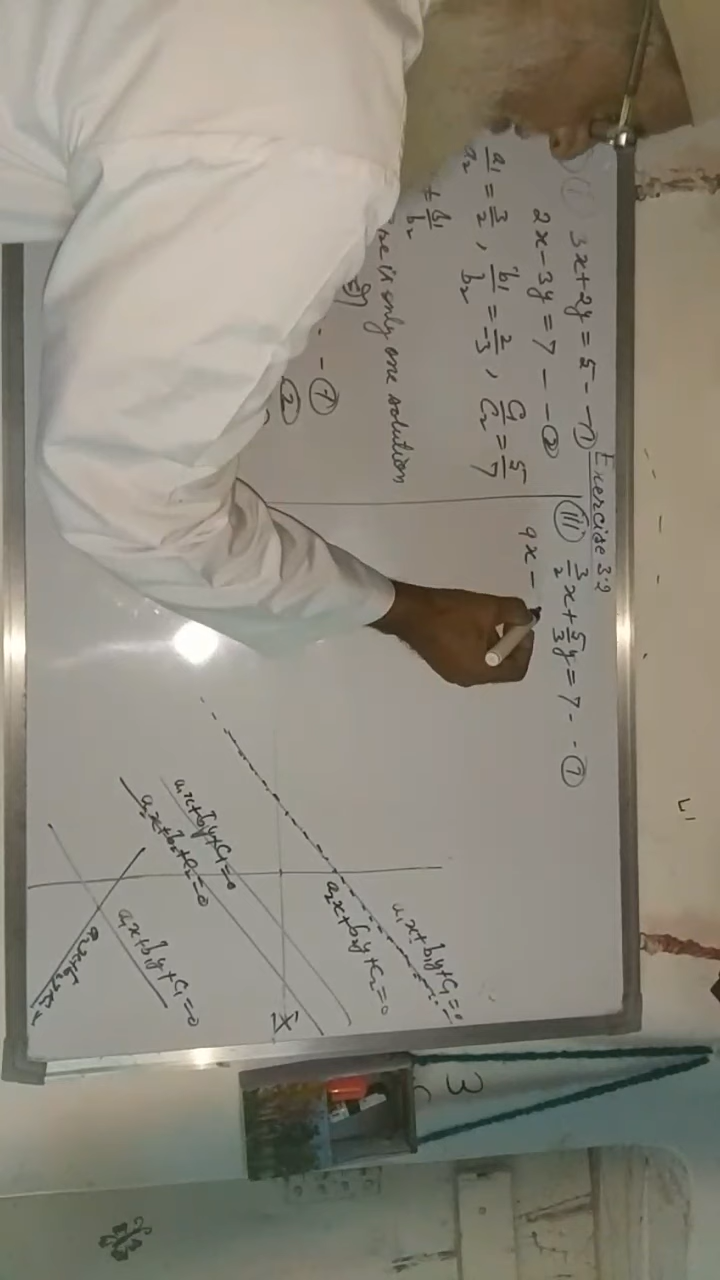 Exercise 3.2
(i) 3x+2y = 5 - - ①
2x-3y = 7 - - ②
a₁/a₂ = 3/2 , b₁/b₂ = 2/-3 , c₁/c₂ = 5/7
≠ b₁/b₂
is only one solution
- ①
②
(iii) 3/2 x + 5/3 y = 7 - - ①
9x -
a₁x+b₁y+c₁=0
a₂x+b₂y+c₂=0
a₁x+b₁y+c₁=0
a₂x+b₂+c₂=0
a₁x+b₁y+c₁=0
3